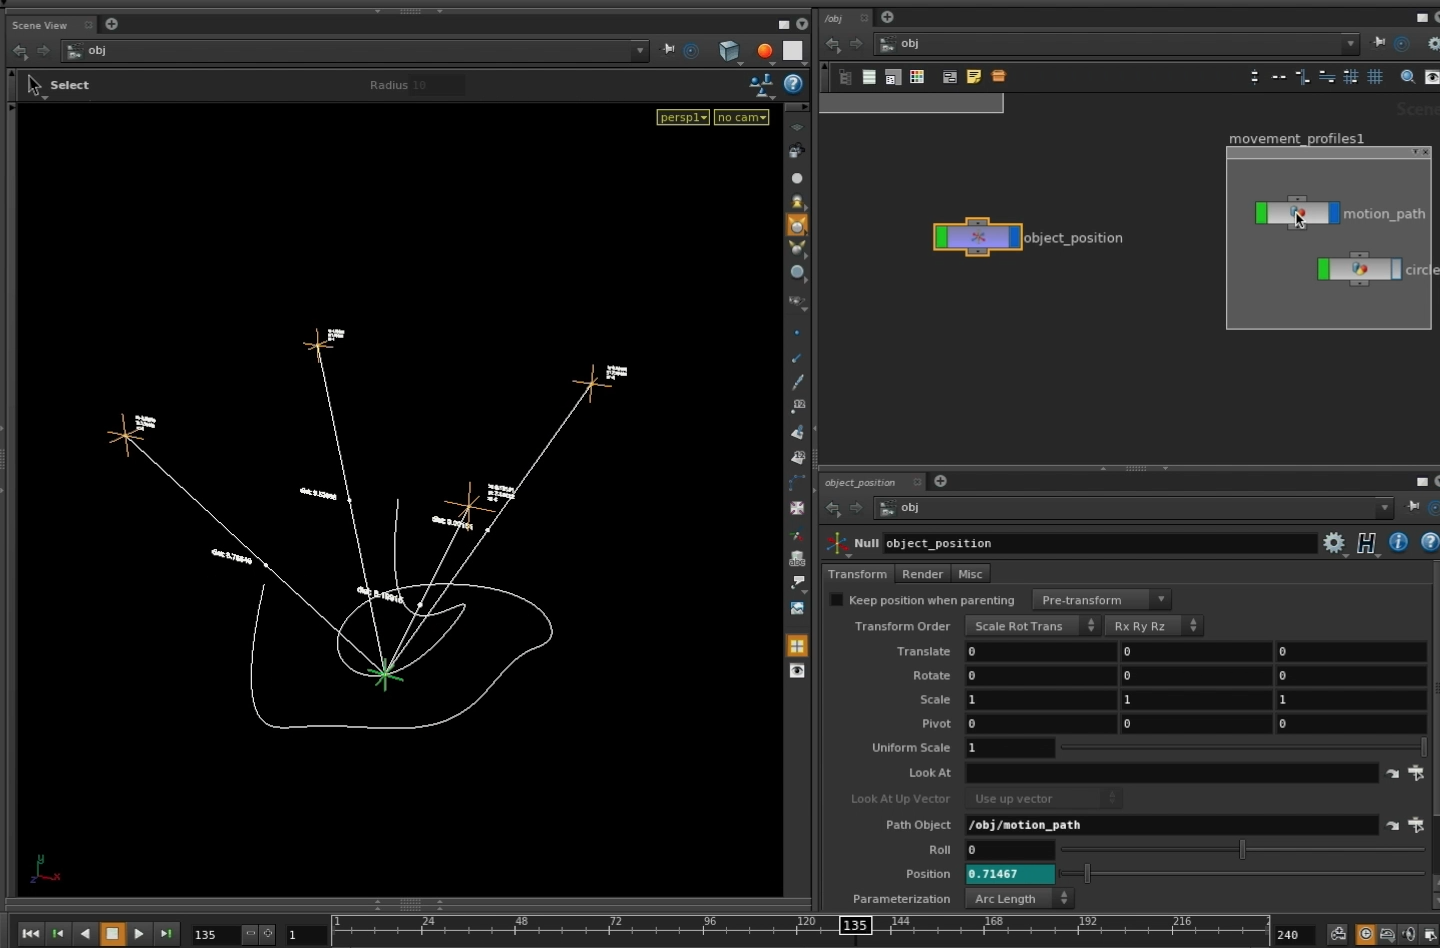 Scene View
obj
Select
Radius 10
persp1
no cam
y
z
x
/obj
obj
Scene
movement_profiles1
motion_path
object_position
circle
object_position
obj
Null object_position
Transform Render Misc
Keep position when parenting Pre-transform
Transform Order Scale Rot Trans Rx Ry Rz
Translate 0 0 0
Rotate 0 0 0
Scale 1 1 1
Pivot 0 0 0
Uniform Scale 1
Look At
Look At Up Vector Use up vector
Path Object /obj/motion_path
Roll 0
Position 0.71467
Parameterization Arc Length
135 1 1 24 48 72 96 120 135 144 168 192 216 2 240